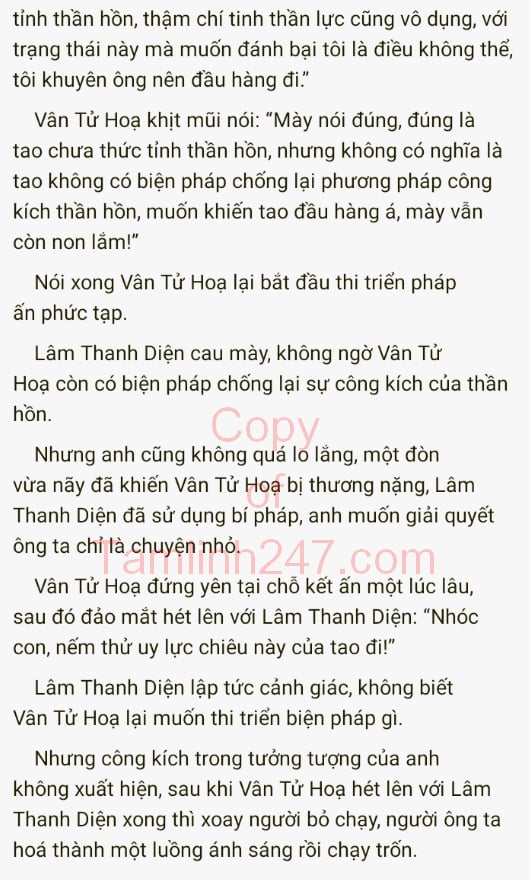 tỉnh thần hồn, thậm chí tinh thần lực cũng vô dụng, với
trạng thái này mà muốn đánh bại tôi là điều không thể,
tôi khuyên ông nên đầu hàng đi.”
Vân Tử Hoạ khịt mũi nói: “Mày nói đúng, đúng là
tao chưa thức tỉnh thần hồn, nhưng không có nghĩa là
tao không có biện pháp chống lại phương pháp công
kích thần hồn, muốn khiến tao đầu hàng á, mày vẫn
còn non lắm!”
Nói xong Vân Tử Hoạ lại bắt đầu thi triển pháp
ấn phức tạp.
Lâm Thanh Diện cau mày, không ngờ Vân Tử
Hoạ còn có biện pháp chống lại sự công kích của thần
hồn.
Copy
Nhưng anh cũng không quá lo lắng, một đòn
vừa nãy đã khiến Vân Tử Hoạ bị thương nặng, Lâm
of
Thanh Diện đã sử dụng bí pháp, anh muốn giải quyết
ông ta chỉ là chuyện nhỏ.
Tamlinh247.com
Vân Tử Hoạ đứng yên tại chỗ kết ấn một lúc lâu,
sau đó đảo mắt hét lên với Lâm Thanh Diện: “Nhóc
con, nếm thử uy lực chiêu này của tao đi!”
Lâm Thanh Diện lập tức cảnh giác, không biết
Vân Tử Hoạ lại muốn thi triển biện pháp gì.
Nhưng công kích trong tưởng tượng của anh
không xuất hiện, sau khi Vân Tử Hoạ hét lên với Lâm
Thanh Diện xong thì xoay người bỏ chạy, người ông ta
hoá thành một luồng ánh sáng rồi chạy trốn.